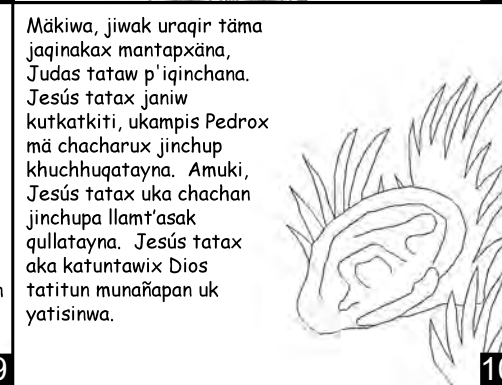 Mäkiwa, jiwak uraqir täma
jaqinakax mantapxäna,
Judas tataw p'iqinchana.
Jesús tatax janiw
kutkatkiti, ukampis Pedrox
mä chacharux jinchup
khuchhuqatayna. Amuki,
Jesús tatax uka chachan
jinchupa llamt'asak
qullatayna. Jesús tatax
aka katuntawix Dios
tatitun munañapan uk
yatisinwa.
9